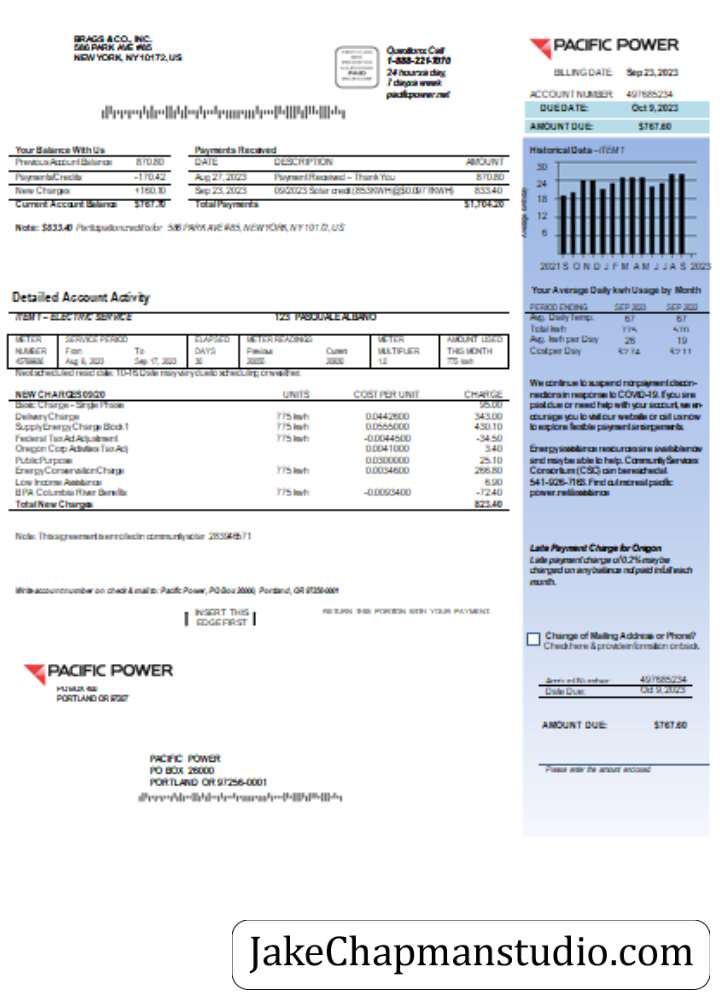 BRAGS & CO., INC.
586 PARK AVE #85
NEW YORK, NY 10172, US
PAID
Questions: Call
1-888-221-7070
24 hours a day,
7 days a week
pacificpower.net
PACIFIC POWER
BILLING DATE: Sep 23, 2023
ACCOUNT NUMBER: 497685234
DUE DATE: Oct 9, 2023
AMOUNT DUE: $767.60
Your Balance With Us
Previous Account Balance 870.80
Payments/Credits -170.42
New Charges +160.10
Current Account Balance
Payments Received
DATE DESCRIPTION AMOUNT
Aug 27, 2023 Payment Received – Thank You 870.80
Sep 23, 2023 09/2023 Solar credit (853KWH@$0.0977/KWH) 833.40
Total Payments $1,704.20
Note: $833.40 Participation credits for 586 PARK AVE #85, NEW YORK, NY 10172, US
Historical Data – ITEM 1
30
24
18
12
6
2021 S O N D J F M A M J J A S 2023
Your Average Daily kwh Usage by Month
PERIOD ENDING SEP 2023 SEP 2022
Avg. Daily Temp. 67 67
Total kwh 775 570
Avg. kwh per Day 26 19
Cost per Day $2.74 $2.11
Detailed Account Activity
ITEM 1 – ELECTRIC SERVICE 123 PASQUALE ALBANO
METER SERVICE PERIOD ELAPSED METER READINGS METER AMOUNT USED
NUMBER From To DAYS Previous Current MULTIPLIER THIS MONTH
Aug 8, 2023 Sep 17, 2023 30 1.0 775 kwh
Next scheduled read date: 10-15. Date may vary due to scheduling or weather.
NEW CHARGES 09/20 UNITS COST PER UNIT CHARGE
Basic Charge – Single Phase 95.00
Delivery Charge 775 kwh 0.0442600 343.00
Supply Energy Charge Block 1 775 kwh 0.0555000 430.10
Federal Tax Ad Adjustment 775 kwh -0.0044500 -34.50
Oregon Corp Activities Tax Adj 0.0041000 3.40
Public Purpose 0.0300000 25.10
Energy Conservation Charge 775 kwh 0.0034600 266.80
Low Income Assistance 6.90
BPA Columbia River Benefits 775 kwh -0.0093400 -72.40
Total New Charges 823.40
Note: This agreement is enrolled in community solar
We continue to suspend nonpayment discon-
nections in response to COVID-19. If you are
past due or need help with your account, we en-
courage you to visit our website or call us now
to explore flexible payment arrangements.
Energy assistance resources are available now
and may be able to help. Community Services
Consortium (CSC) can be reached at
541-926-7163. Find out more at pacific
power.net/assistance
Late Payment Charge for Oregon
Late payment charge of 0.2% may be
charged on any balance not paid in full each
month.
Write account number on check & mail to: Pacific Power, PO Box 26000, Portland, OR 97256-0001
INSERT THIS
EDGE FIRST
RETURN THIS PORTION WITH YOUR PAYMENT.
Change of Mailing Address or Phone?
Check here & provide information on back.
PACIFIC POWER
PO BOX 400
PORTLAND OR 97207
Account Number: 497685234
Date Due: Oct 9, 2023
AMOUNT DUE: $767.60
Please enter the amount enclosed
PACIFIC POWER
PO BOX 26000
PORTLAND OR 97256-0001
JakeChapmanstudio.com